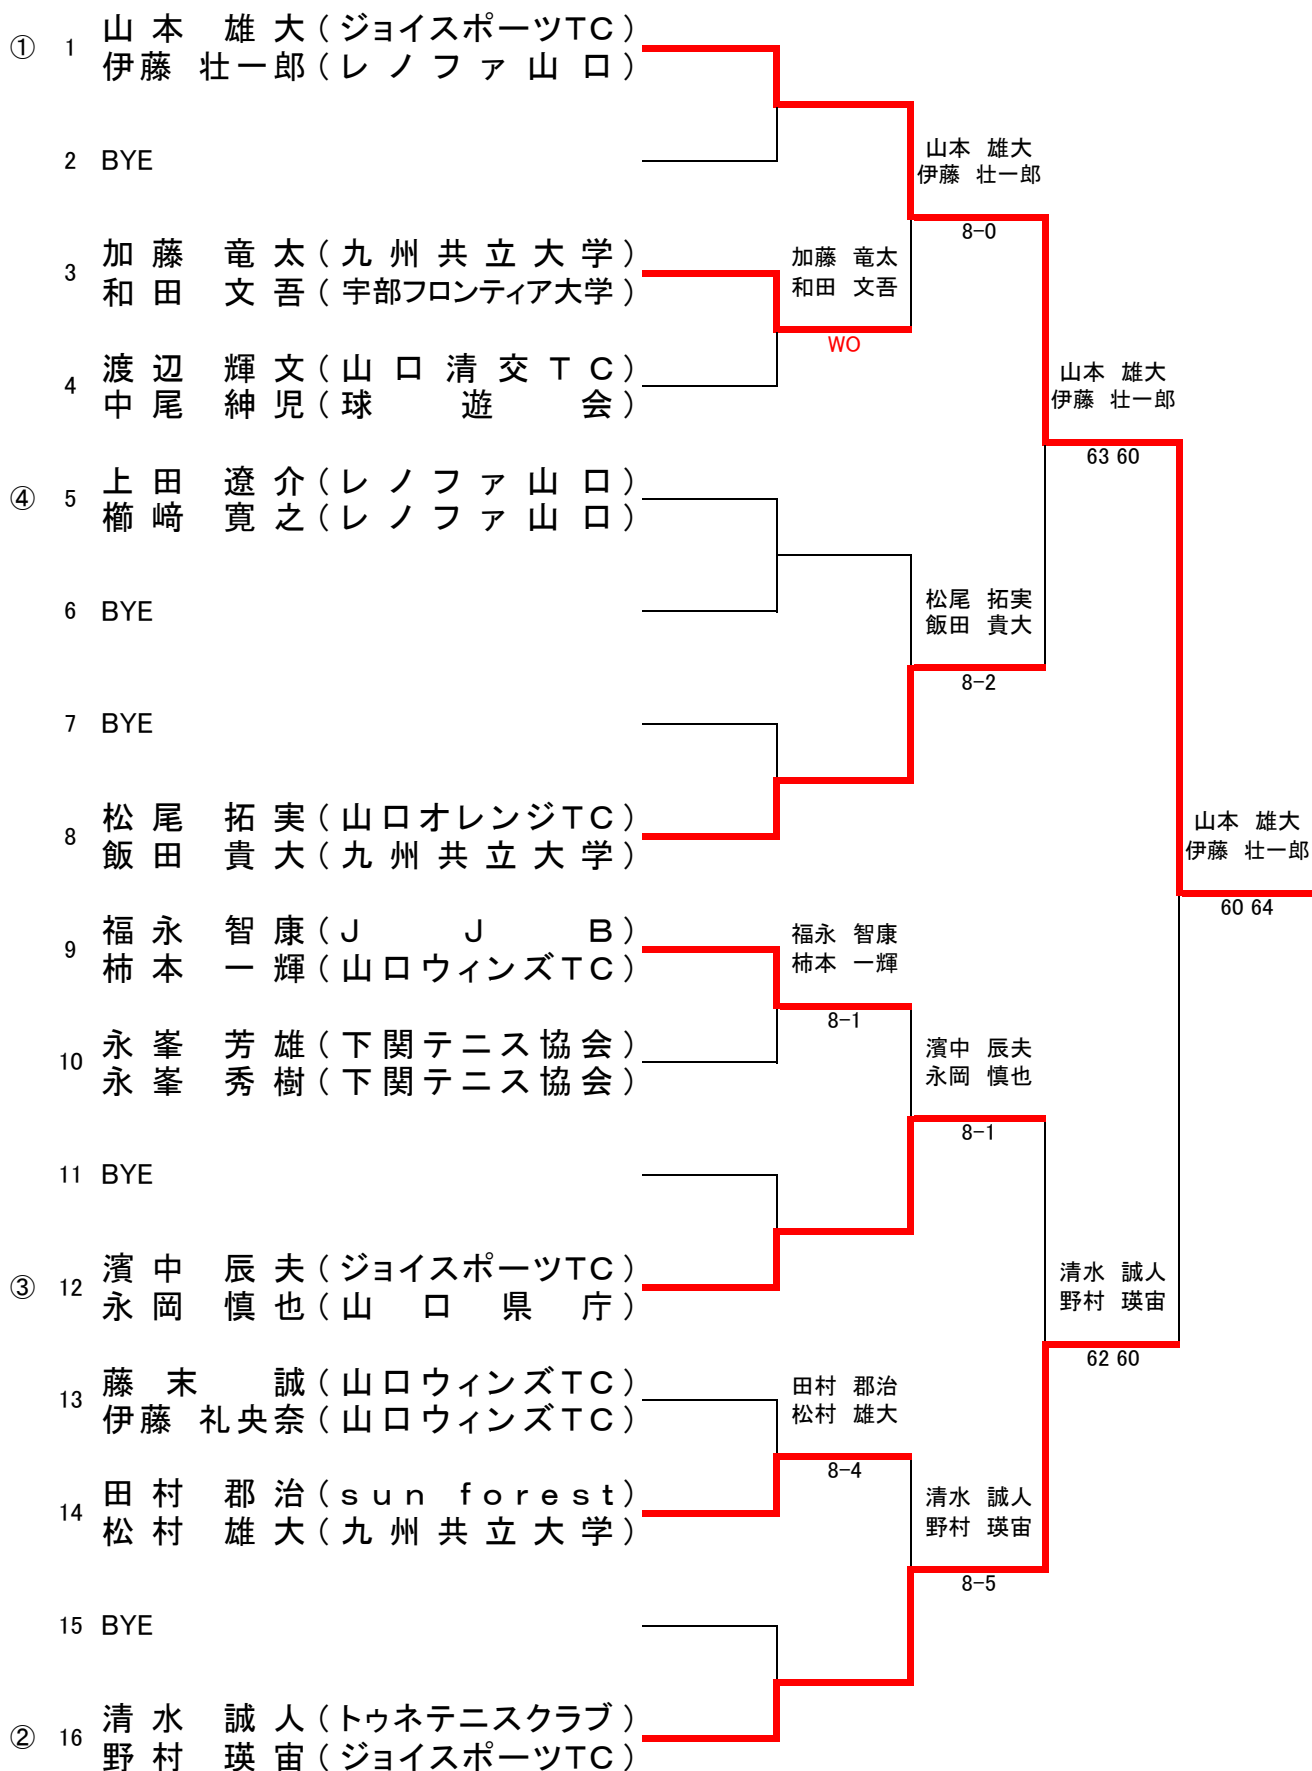 ① 1 山本 雄大(ジョイスポーツTC)
伊藤 壮一郎(レノファ山口)
2 BYE
山本 雄大
伊藤 壮一郎
8-0
3 加藤 竜太(九州共立大学)
和田 文吾(宇部フロンティア大学)
加藤 竜太
和田 文吾
WO
4 渡辺 輝文(山口清交TC)
中尾 紳児(球遊会)
山本 雄大
伊藤 壮一郎
63 60
④ 5 上田 遼介(レノファ山口)
櫛﨑 寛之(レノファ山口)
6 BYE
松尾 拓実
飯田 貴大
8-2
7 BYE
8 松尾 拓実(山口オレンジTC)
飯田 貴大(九州共立大学)
山本 雄大
伊藤 壮一郎
60 64
9 福永 智康(JJB)
柿本 一輝(山口ウィンズTC)
福永 智康
柿本 一輝
8-1
10 永峯 芳雄(下関テニス協会)
永峯 秀樹(下関テニス協会)
濱中 辰夫
永岡 慎也
8-1
11 BYE
③ 12 濱中 辰夫(ジョイスポーツTC)
永岡 慎也(山口県庁)
清水 誠人
野村 瑛宙
62 60
13 藤末 誠(山口ウィンズTC)
伊藤 礼央奈(山口ウィンズTC)
田村 郡治
松村 雄大
8-4
14 田村 郡治(sun forest)
松村 雄大(九州共立大学)
清水 誠人
野村 瑛宙
8-5
15 BYE
② 16 清水 誠人(トゥネテニスクラブ)
野村 瑛宙(ジョイスポーツTC)